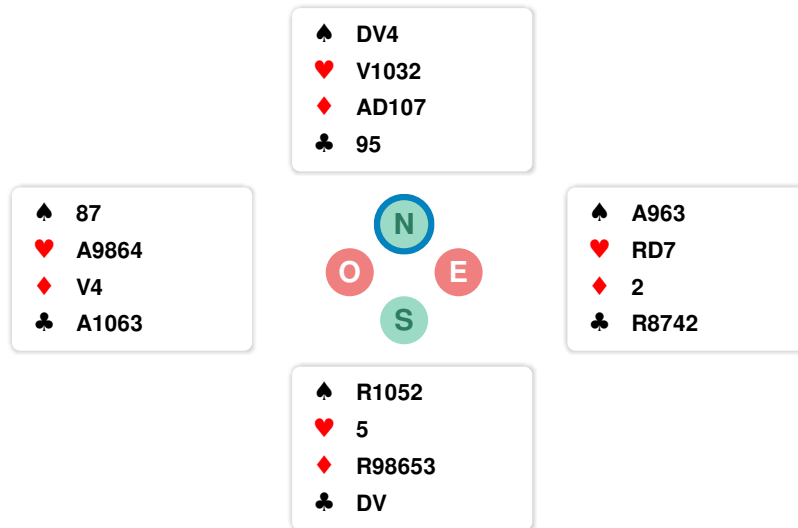 ♠ DV4
♥ V1032
♦ AD107
♣ 95
♠ 87
♥ A9864
♦ V4
♣ A1063
N
O E
S
♠ A963
♥ RD7
♦ 2
♣ R8742
♠ R1052
♥ 5
♦ R98653
♣ DV